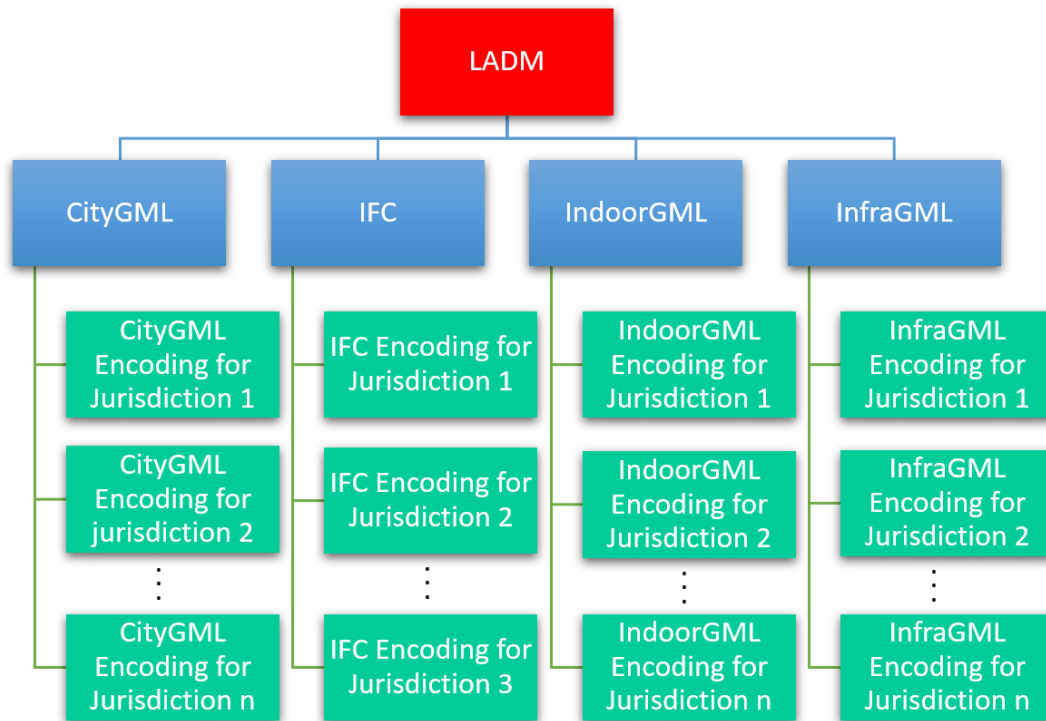 LADM
CityGML
IFC
IndoorGML
InfraGML
CityGML
Encoding for
Jurisdiction 1
IFC Encoding for
Jurisdiction 1
IndoorGML
Encoding for
Jurisdiction 1
InfraGML
Encoding for
Jurisdiction 1
CityGML
Encoding for
jurisdiction 2
IFC Encoding for
Jurisdiction 2
IndoorGML
Encoding for
Jurisdiction 2
InfraGML
Encoding for
Jurisdiction 2
CityGML
Encoding for
Jurisdiction n
IFC Encoding for
Jurisdiction 3
IndoorGML
Encoding for
Jurisdiction n
InfraGML
Encoding for
Jurisdiction n